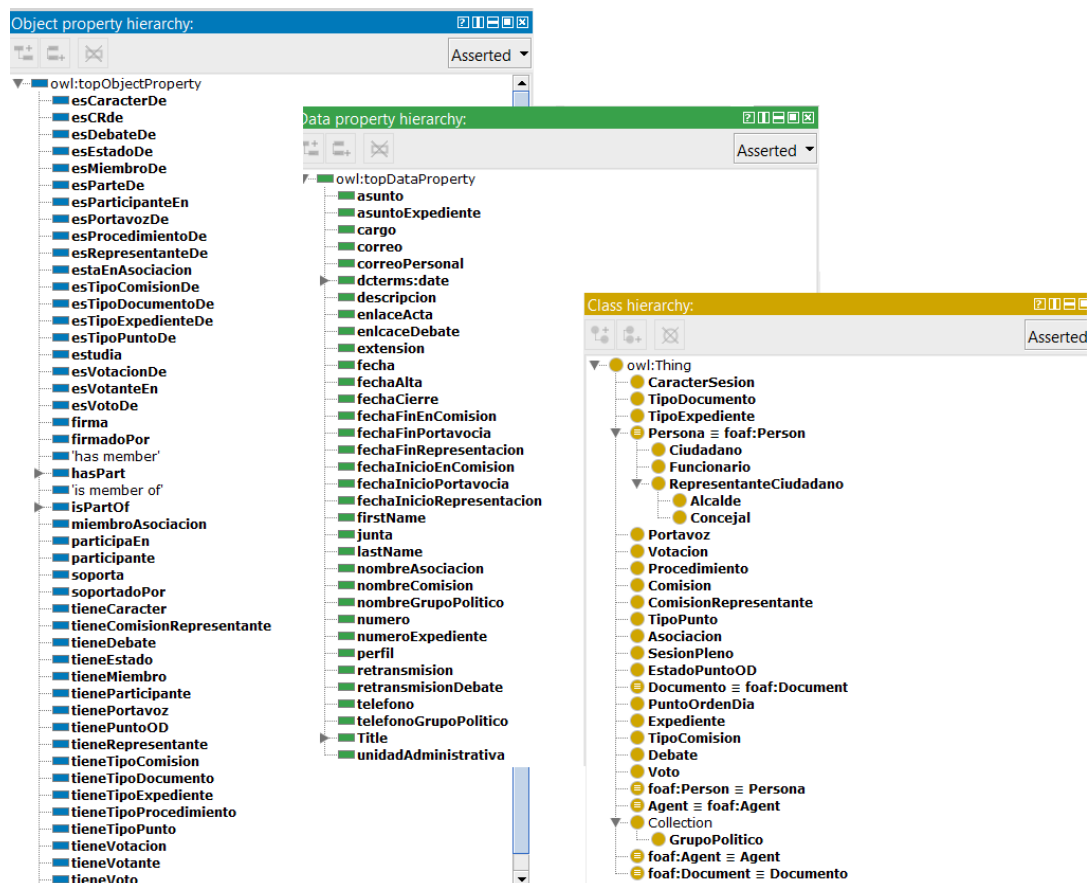 Object property hierarchy:
Asserted
owl:topObjectProperty
esCaracterDe
esCRde
esDebateDe
esEstadoDe
esMiembroDe
esParteDe
esParticipanteEn
esPortavozDe
esProcedimientoDe
esRepresentanteDe
estaEnAsociacion
esTipoComisionDe
esTipoDocumentoDe
esTipoExpedienteDe
esTipoPuntoDe
estudia
esVotacionDe
esVotanteEn
esVotoDe
firma
firmadoPor
'has member'
hasPart
'is member of'
isPartOf
miembroAsociacion
participaEn
participante
soporta
soportadoPor
tieneCaracter
tieneComisionRepresentante
tieneDebate
tieneEstado
tieneMiembro
tieneParticipante
tienePortavoz
tienePuntoOD
tieneRepresentante
tieneTipoComision
tieneTipoDocumento
tieneTipoExpediente
tieneTipoProcedimiento
tieneTipoPunto
tieneVotacion
tieneVotante
tieneVoto
Data property hierarchy:
Asserted
owl:topDataProperty
asunto
asuntoExpediente
cargo
correo
correoPersonal
dcterms:date
descripcion
enlaceActa
enlcaceDebate
extension
fecha
fechaAlta
fechaCierre
fechaFinEnComision
fechaFinPortavocia
fechaFinRepresentacion
fechaInicioEnComision
fechaInicioPortavocia
fechaInicioRepresentacion
firstName
junta
lastName
nombreAsociacion
nombreComision
nombreGrupoPolitico
numero
numeroExpediente
perfil
retransmision
retransmisionDebate
telefono
telefonoGrupoPolitico
Title
unidadAdministrativa
Class hierarchy:
Asserted
owl:Thing
CaracterSesion
TipoDocumento
TipoExpediente
Persona ≡ foaf:Person
Ciudadano
Funcionario
RepresentanteCiudadano
Alcalde
Concejal
Portavoz
Votacion
Procedimiento
Comision
ComisionRepresentante
TipoPunto
Asociacion
SesionPleno
EstadoPuntoOD
Documento ≡ foaf:Document
PuntoOrdenDia
Expediente
TipoComision
Debate
Voto
foaf:Person ≡ Persona
Agent ≡ foaf:Agent
Collection
GrupoPolitico
foaf:Agent ≡ Agent
foaf:Document ≡ Documento